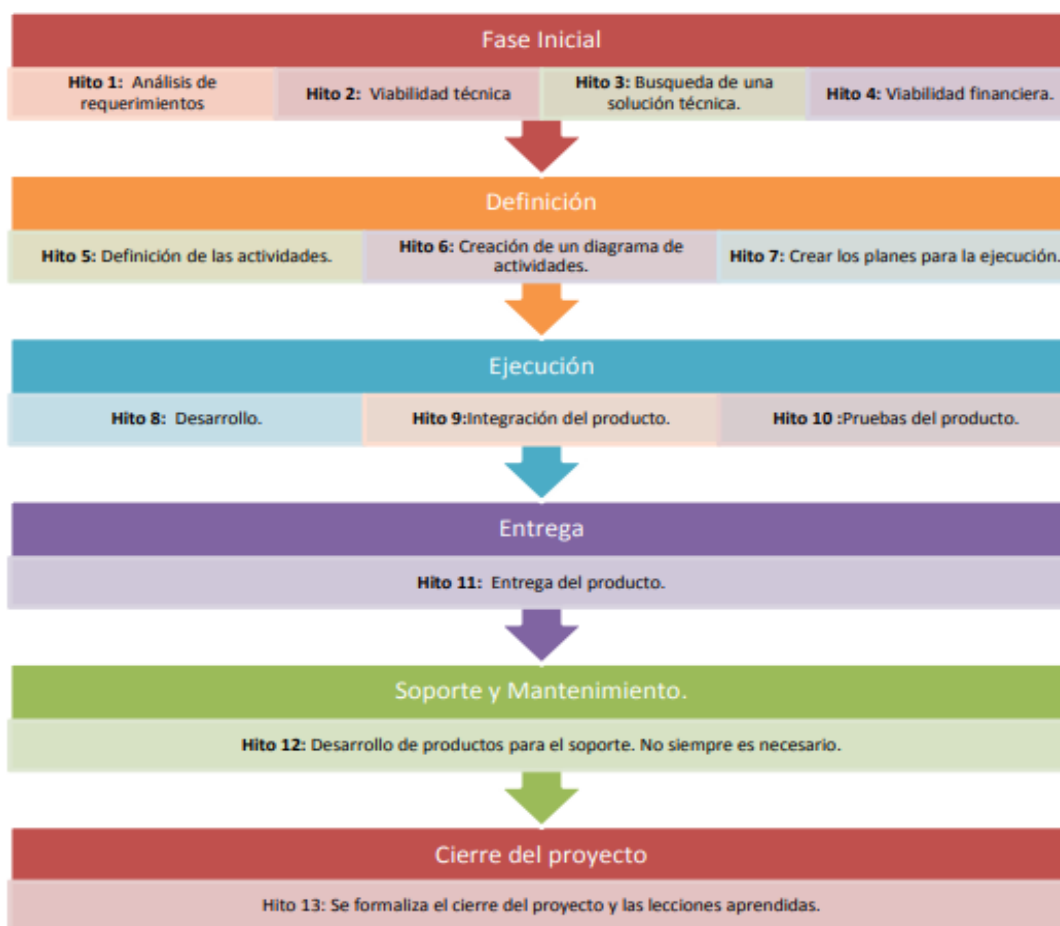 Fase Inicial
Hito 1: Análisis de
requerimientos
Hito 2: Viabilidad técnica
Hito 3: Busqueda de una
solución técnica.
Hito 4: Viabilidad financiera.
Definición
Hito 5: Definición de las actividades.
Hito 6: Creación de un diagrama de
actividades.
Hito 7: Crear los planes para la ejecución.
Ejecución
Hito 8: Desarrollo.
Hito 9:Integración del producto.
Hito 10 :Pruebas del producto.
Entrega
Hito 11: Entrega del producto.
Soporte y Mantenimiento.
Hito 12: Desarrollo de productos para el soporte. No siempre es necesario.
Cierre del proyecto
Hito 13: Se formaliza el cierre del proyecto y las lecciones aprendidas.